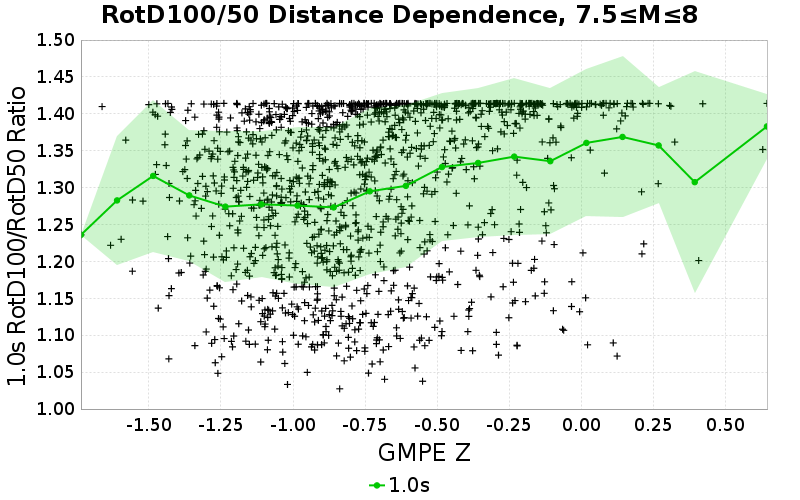 RotD100/50 Distance Dependence, 7.5≤M≤8
1.0s RotD100/RotD50 Ratio
1.50
1.45
1.40
1.35
1.30
1.25
1.20
1.15
1.10
1.05
1.00
-1.50 -1.25 -1.00 -0.75 -0.50 -0.25 0.00 0.25 0.50
GMPE Z
1.0s